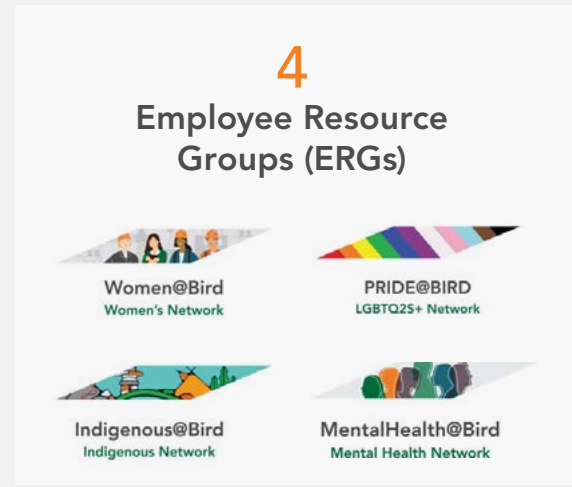 4
Employee Resource
Groups (ERGs)
Women@Bird
Women's Network
PRIDE@BIRD
LGBTQ2S+ Network
Indigenous@Bird
Indigenous Network
MentalHealth@Bird
Mental Health Network